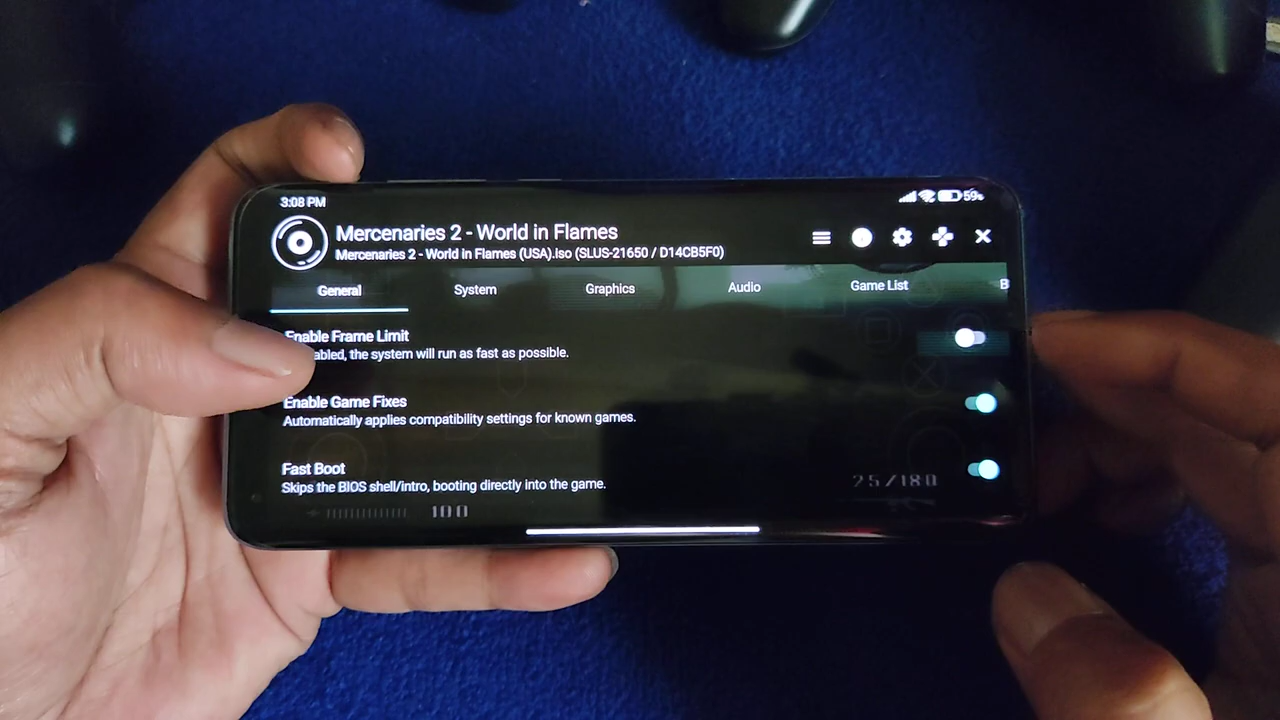 3:08 PM
59%
Mercenaries 2 - World in Flames
Mercenaries 2 - World in Flames (USA).iso (SLUS-21650 / D14CB5F0)
General System Graphics Audio Game List B
Enable Frame Limit
abled, the system will run as fast as possible.
Enable Game Fixes
Automatically applies compatibility settings for known games.
Fast Boot
Skips the BIOS shell/intro, booting directly into the game.
100
25/180